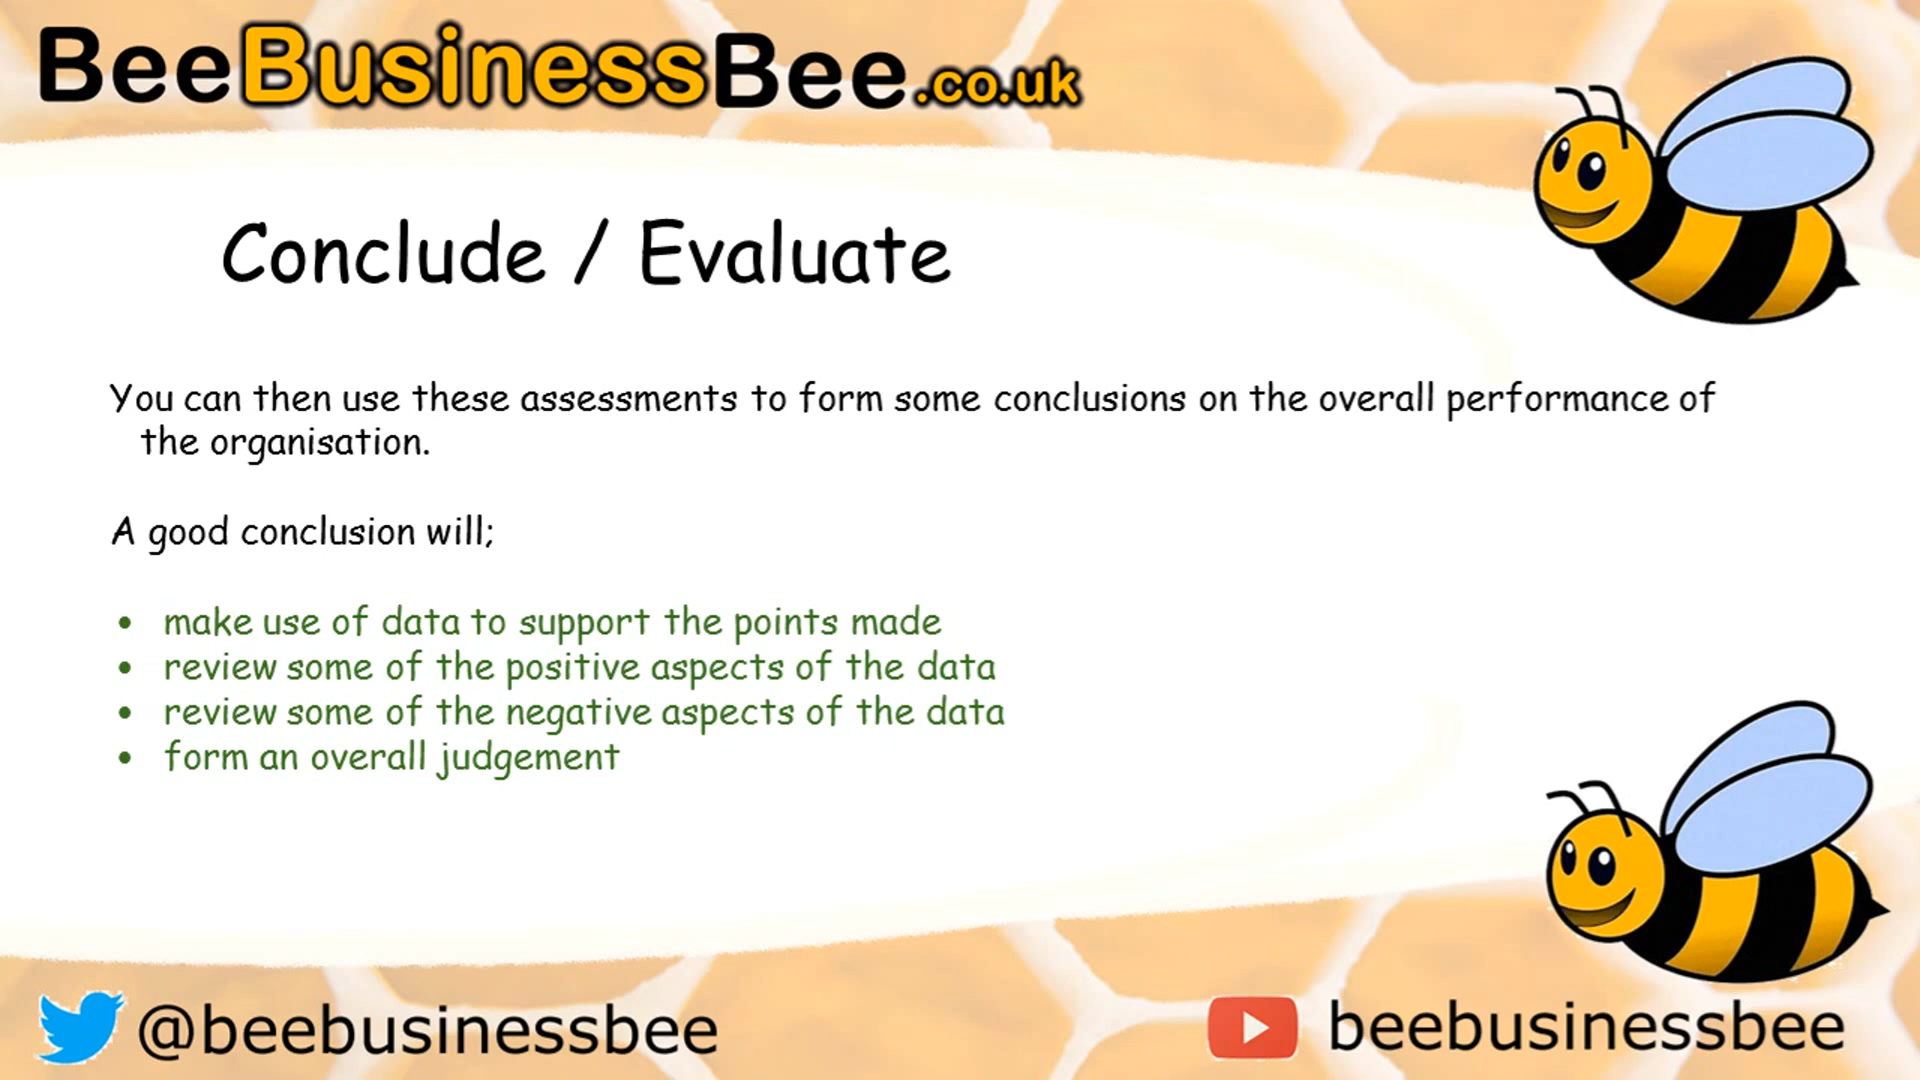 BeeBusinessBee.co.uk
Conclude / Evaluate
You can then use these assessments to form some conclusions on the overall performance of
the organisation.
A good conclusion will;
• make use of data to support the points made
• review some of the positive aspects of the data
• review some of the negative aspects of the data
• form an overall judgement
@beebusinessbee
beebusinessbee